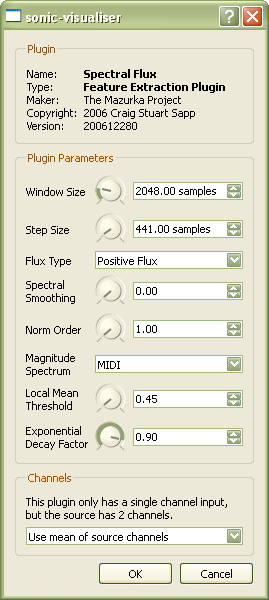 sonic-visualiser
Plugin
Name: Spectral Flux
Type: Feature Extraction Plugin
Maker: The Mazurka Project
Copyright: 2006 Craig Stuart Sapp
Version: 200612280
Plugin Parameters
Window Size 2048.00 samples
Step Size 441.00 samples
Flux Type Positive Flux
Spectral
Smoothing 0.00
Norm Order 1.00
Magnitude
Spectrum MIDI
Local Mean
Threshold 0.45
Exponential
Decay Factor 0.90
Channels
This plugin only has a single channel input,
but the source has 2 channels.
Use mean of source channels
OK Cancel